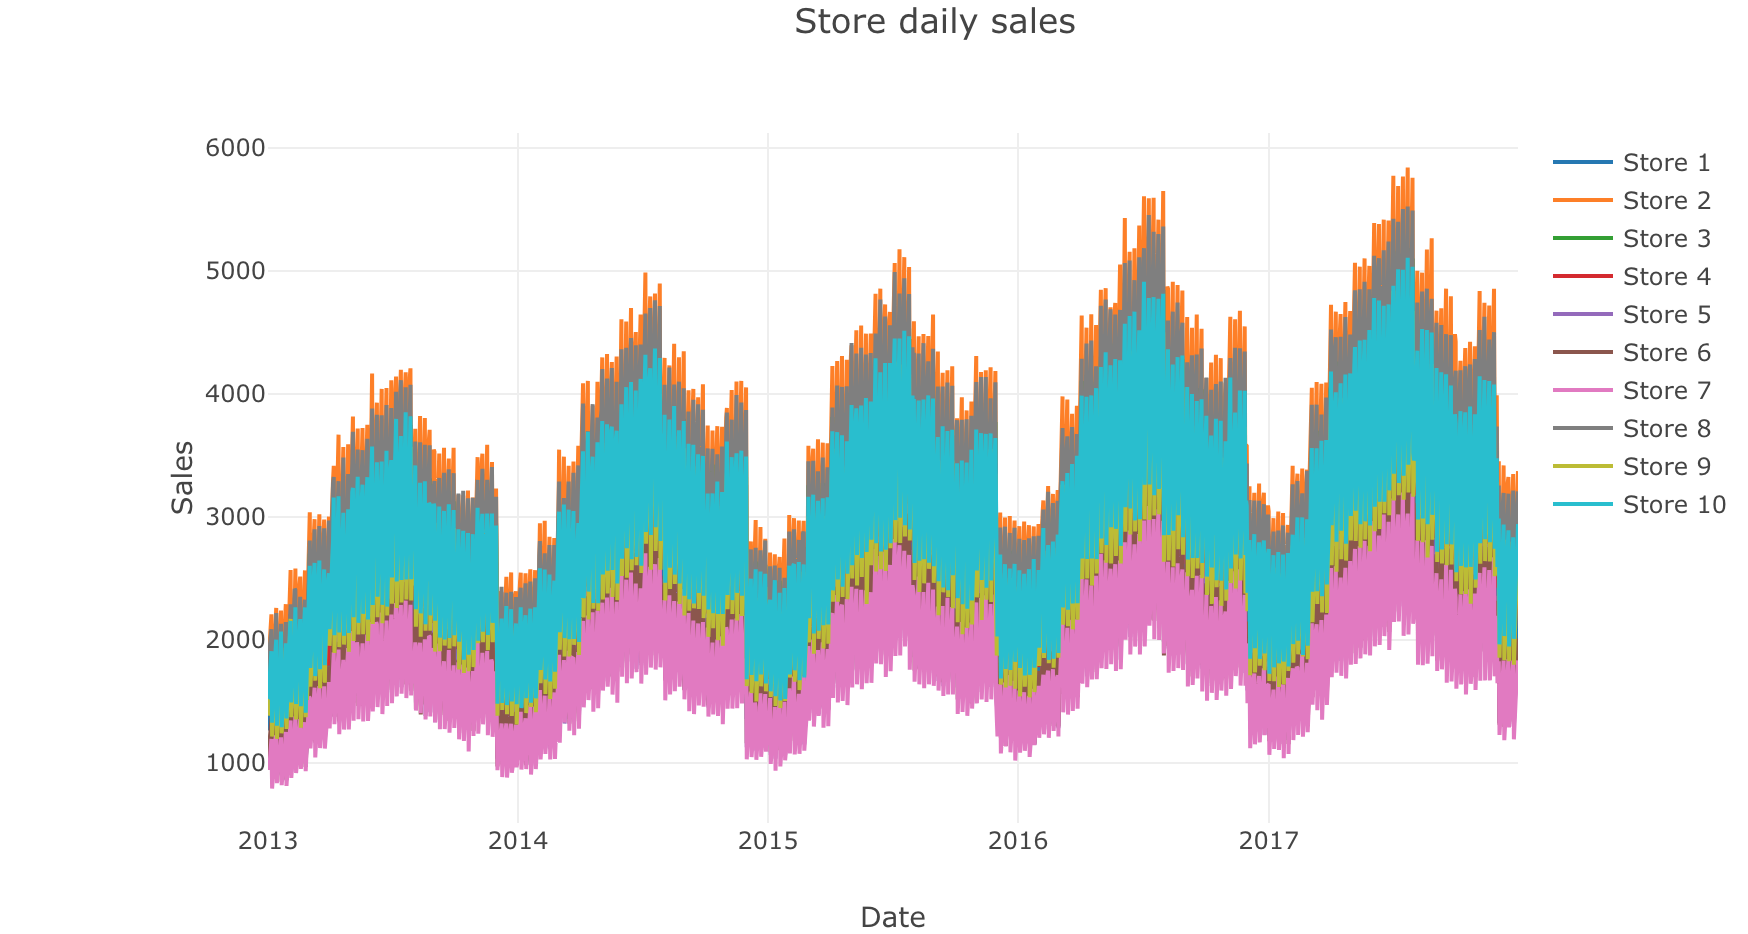 Store daily sales
6000
5000
4000
3000
2000
1000
Sales
2013
2014
2015
2016
2017
Date
Store 1
Store 2
Store 3
Store 4
Store 5
Store 6
Store 7
Store 8
Store 9
Store 10